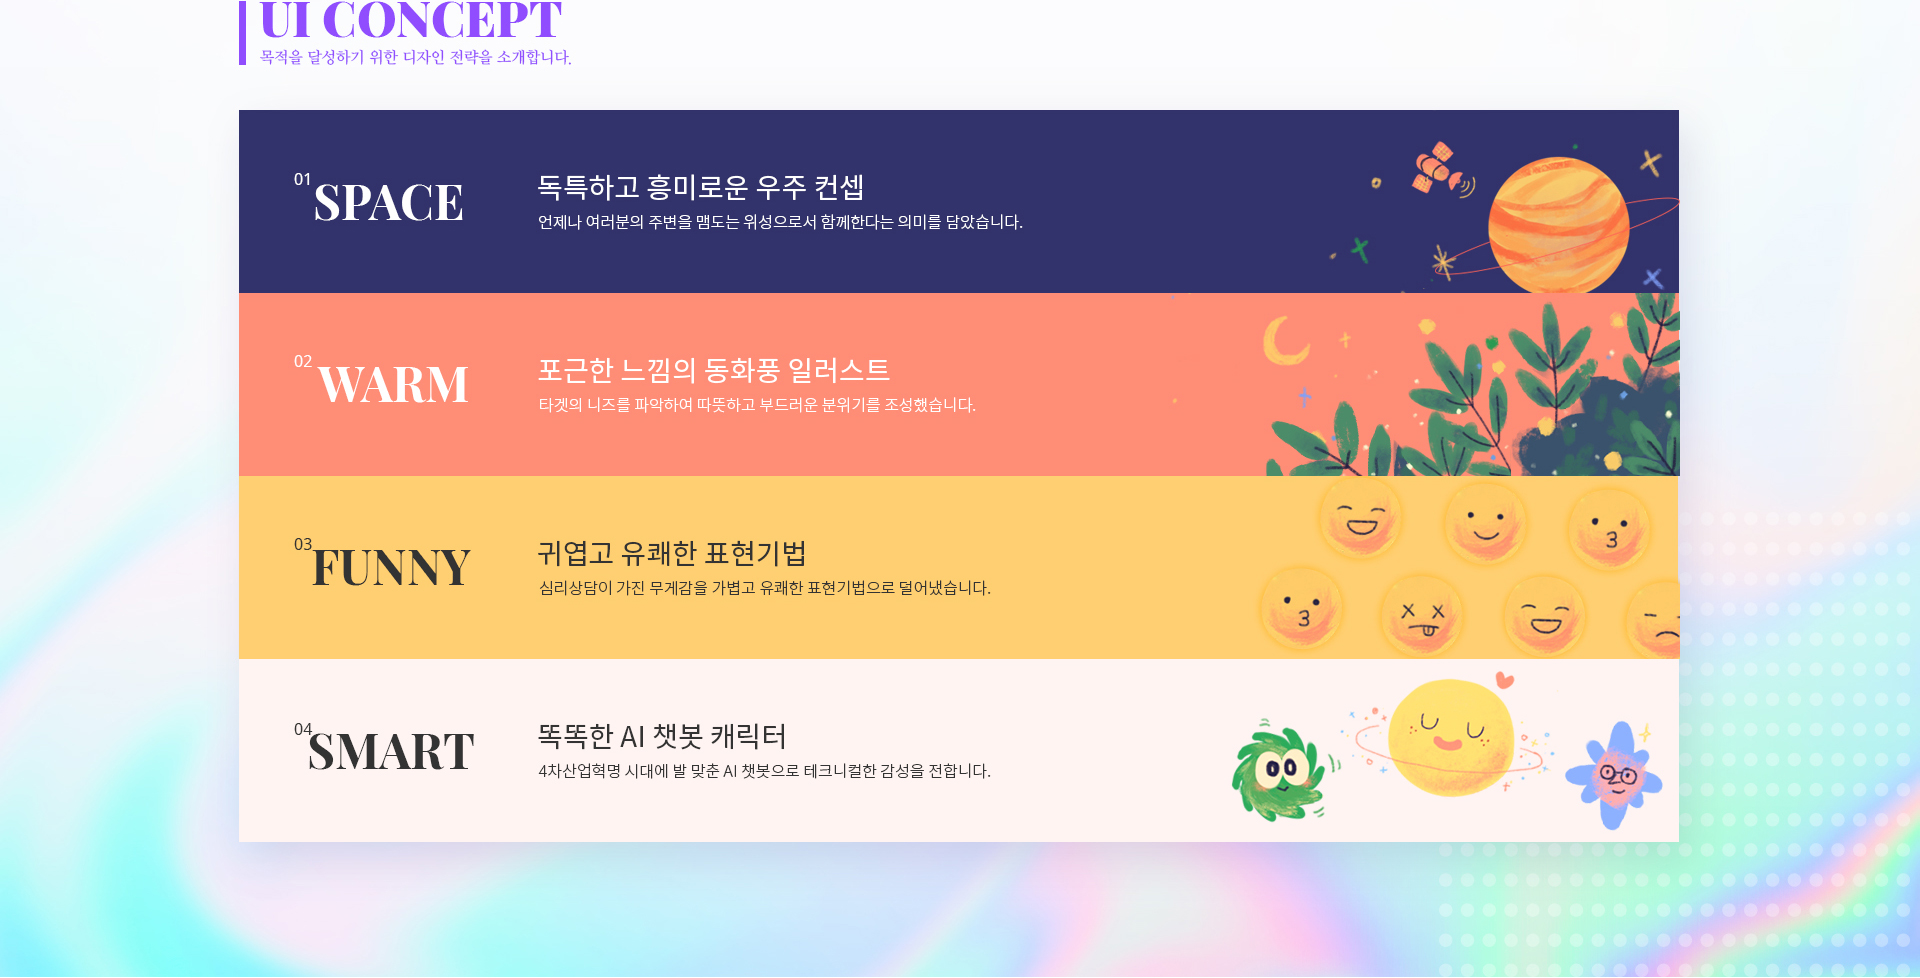 UI CONCEPT
목적을 달성하기 위한 디자인 전략을 소개합니다.
01
SPACE
독특하고 흥미로운 우주 컨셉
언제나 여러분의 주변을 맴도는 위성으로서 함께한다는 의미를 담았습니다.
02
WARM
포근한 느낌의 동화풍 일러스트
타겟의 니즈를 파악하여 따뜻하고 부드러운 분위기를 조성했습니다.
03
FUNNY
귀엽고 유쾌한 표현기법
심리상담이 가진 무게감을 가볍고 유쾌한 표현기법으로 덜어냈습니다.
04
SMART
똑똑한 AI 챗봇 캐릭터
4차산업혁명 시대에 발 맞춘 AI 챗봇으로 테크니컬한 감성을 전합니다.